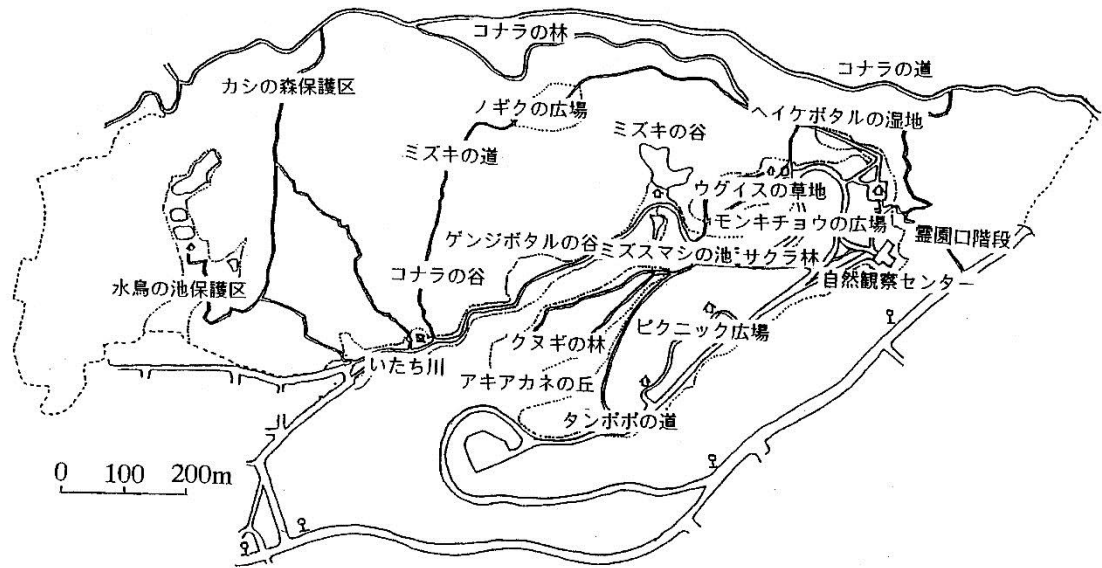 コナラの林
コナラの道
カシの森保護区
ノギクの広場
ヘイケボタルの湿地
ミズキの谷
ミズキの道
ウグイスの草地
モンキチョウの広場
霊園口階段
ゲンジボタルの谷
ミズスマシの池
サクラ林
コナラの谷
自然観察センター
水鳥の池保護区
ピクニック広場
クヌギの林
いたち川
アキアカネの丘
タンポポの道
0 100 200m